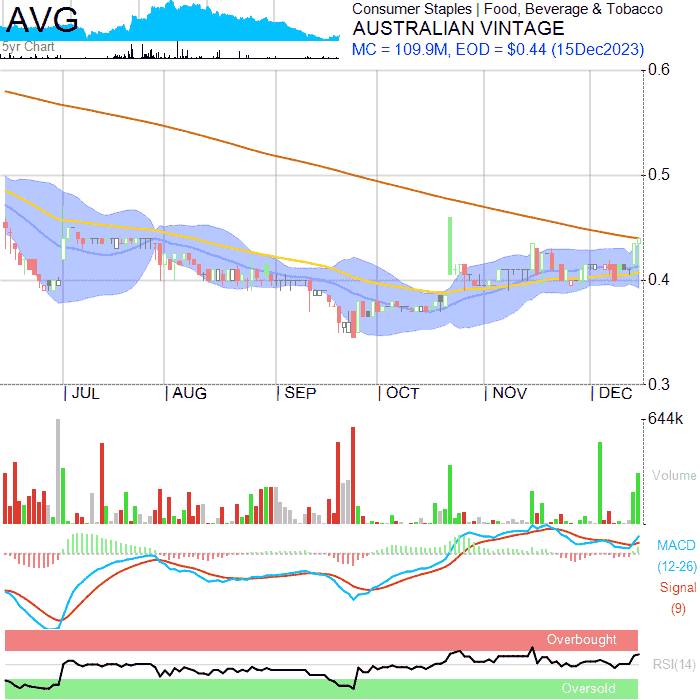 AVG
5yr Chart
Consumer Staples | Food, Beverage & Tobacco
AUSTRALIAN VINTAGE
MC = 109.9M, EOD = $0.44 (15Dec2023)
0.6
0.5
0.4
0.3
JUL
AUG
SEP
OCT
NOV
DEC
644k
Volume
MACD
(12-26)
Signal
(9)
Overbought
RSI(14)
Oversold